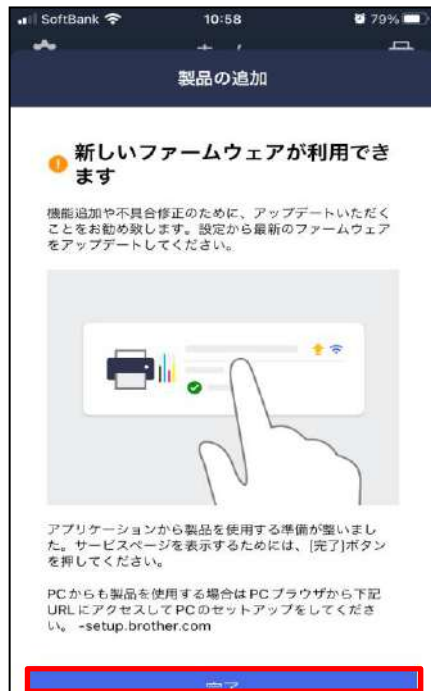 SoftBank 10:58 79%
製品の追加
新しいファームウェアが利用でき
ます
機能追加や不具合修正のために、アップデートいただく
ことをお勧め致します。設定から最新のファームウェア
をアップデートしてください。
アプリケーションから製品を使用する準備が整いまし
た。サービスページを表示するためには、[完了]ボタン
を押してください。
PCからも製品を使用する場合はPCブラウザから下記
URLにアクセスしてPCのセットアップをしてくださ
い。 -setup.brother.com